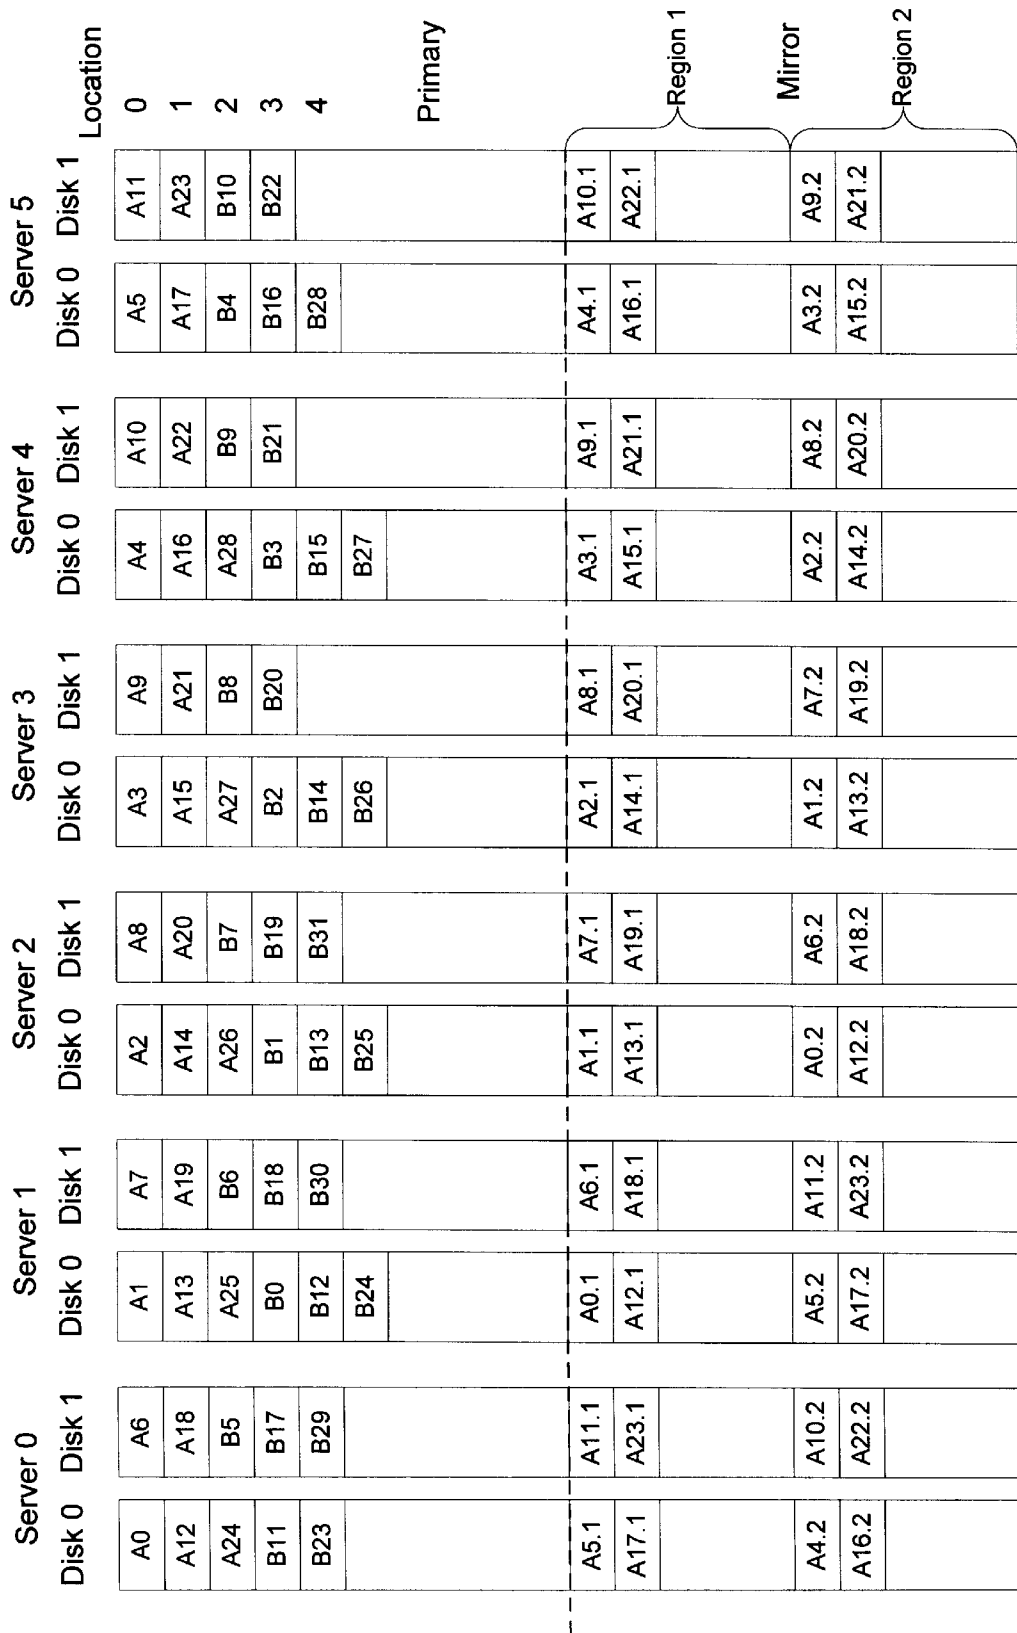 Server 0 Server 1 Server 2 Server 3 Server 4 Server 5
Disk 0 Disk 1 Disk 0 Disk 1 Disk 0 Disk 1 Disk 0 Disk 1 Disk 0 Disk 1 Disk 0 Disk 1 Location
A0 A6 A1 A7 A2 A8 A3 A9 A4 A10 A5 A11 0
A12 A18 A13 A19 A14 A20 A15 A21 A16 A22 A17 A23 1
A24 B5 A25 B6 A26 B7 A27 B8 A28 B9 B4 B10 2
B11 B17 B0 B18 B1 B19 B2 B20 B3 B21 B16 B22 3
B23 B29 B12 B30 B13 B31 B14 B15 B28 4
B24 B25 B26 B27
Primary
A5.1 A11.1 A0.1 A6.1 A1.1 A7.1 A2.1 A8.1 A3.1 A9.1 A4.1 A10.1
A17.1 A23.1 A12.1 A18.1 A13.1 A19.1 A14.1 A20.1 A15.1 A21.1 A16.1 A22.1
Region 1
Mirror
A4.2 A10.2 A5.2 A11.2 A0.2 A6.2 A1.2 A7.2 A2.2 A8.2 A3.2 A9.2
A16.2 A22.2 A17.2 A23.2 A12.2 A18.2 A13.2 A19.2 A14.2 A20.2 A15.2 A21.2
Region 2